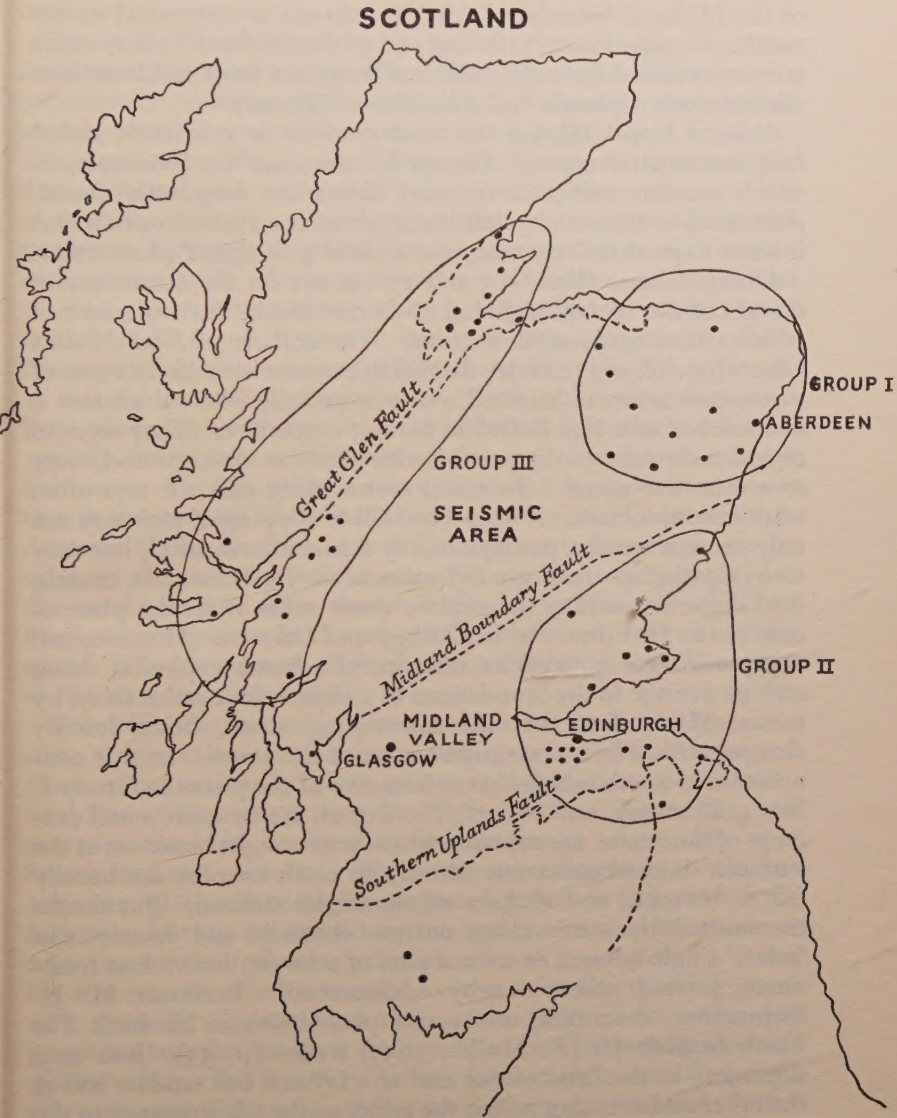 SCOTLAND
GROUP I
ABERDEEN
Great Glen Fault
GROUP III
SEISMIC
AREA
Midland Boundary Fault
GROUP II
MIDLAND
VALLEY
EDINBURGH
GLASGOW
Southern Uplands Fault